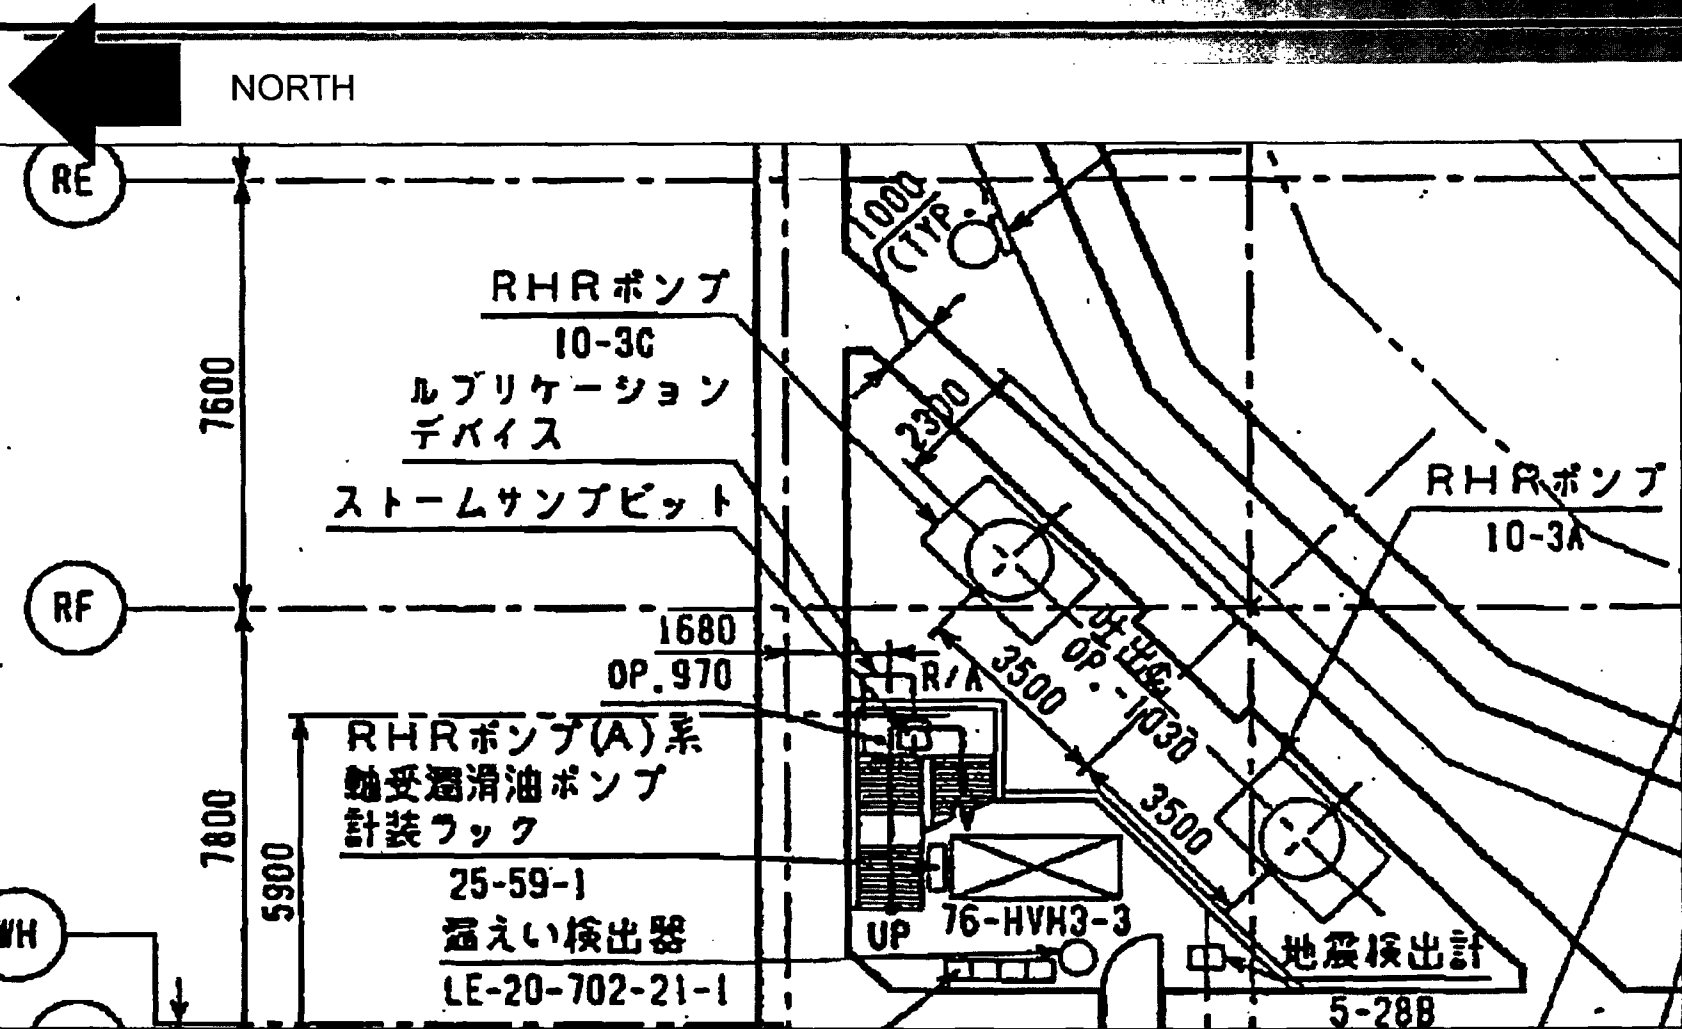 NORTH
RE
1000
(TYP.)
RHRポンプ
10-3C
ルブリケーション
デバイス
ストームサンプピット
7600
2300
RHRポンプ
10-3A
RF
1680
OP.970
R/A
3500
吐出

OP.-1030
RHRポンプ(A)系
軸受潤滑油ポンプ
計装ラック
25-59-1
7800
5900
3500
漏えい検出器
LE-20-702-21-1
UP
76-HVH3-3
地震検出計
5-28B
WH